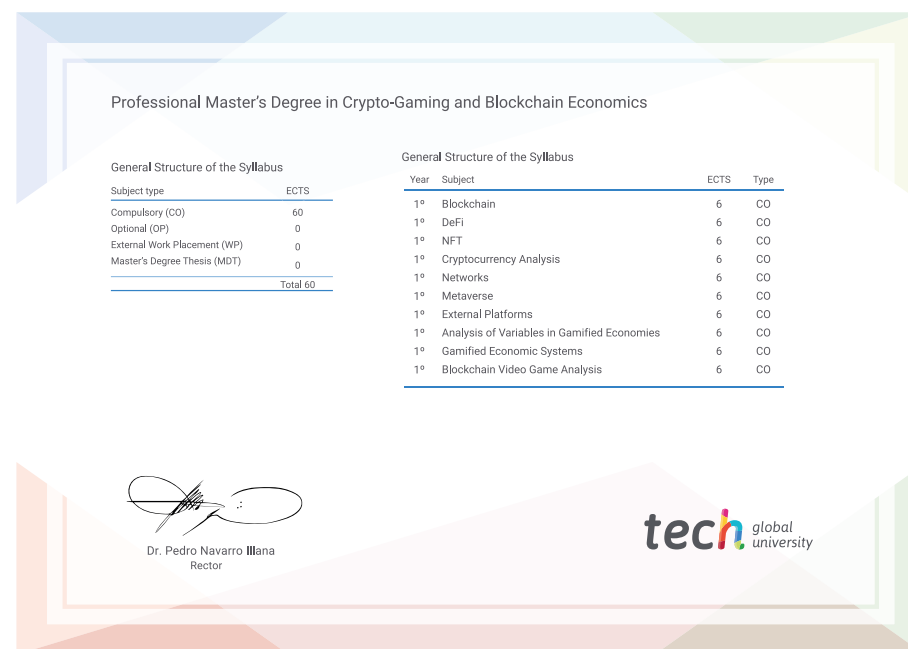 Professional Master's Degree in Crypto-Gaming and Blockchain Economics
General Structure of the Syllabus
Subject type ECTS
Compulsory (CO) 60
Optional (OP) 0
External Work Placement (WP) 0
Master's Degree Thesis (MDT) 0
Total 60
General Structure of the Syllabus
Year Subject ECTS Type
1º Blockchain 6 CO
1º DeFi 6 CO
1º NFT 6 CO
1º Cryptocurrency Analysis 6 CO
1º Networks 6 CO
1º Metaverse 6 CO
1º External Platforms 6 CO
1º Analysis of Variables in Gamified Economies 6 CO
1º Gamified Economic Systems 6 CO
1º Blockchain Video Game Analysis 6 CO
Dr. Pedro Navarro Illana
Rector
tech global university